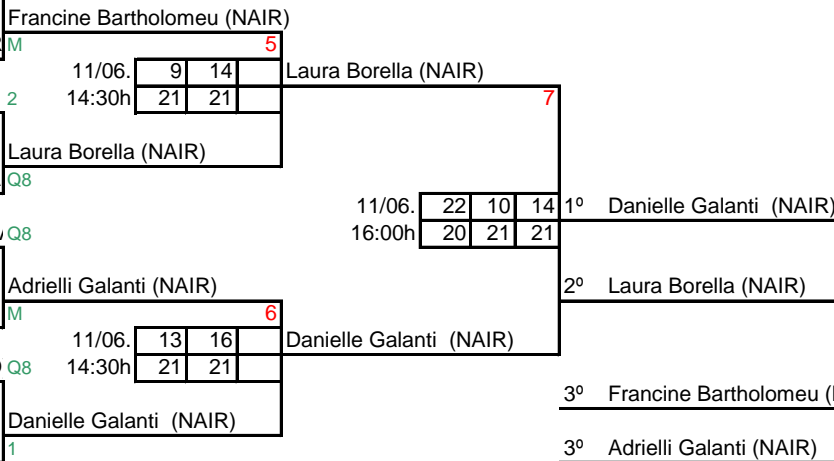 Francine Bartholomeu (NAIR)
M 5
11/06. 9 14 Laura Borella (NAIR)
2 14:30h 21 21 7
Laura Borella (NAIR)
Q8
11/06. 22 10 14 1º Danielle Galanti (NAIR)
Q8 16:00h 20 21 21
Adrielli Galanti (NAIR) 2º Laura Borella (NAIR)
M 6
11/06. 13 16 Danielle Galanti (NAIR)
Q8 14:30h 21 21
3º Francine Bartholomeu (
Danielle Galanti (NAIR)
1 3º Adrielli Galanti (NAIR)